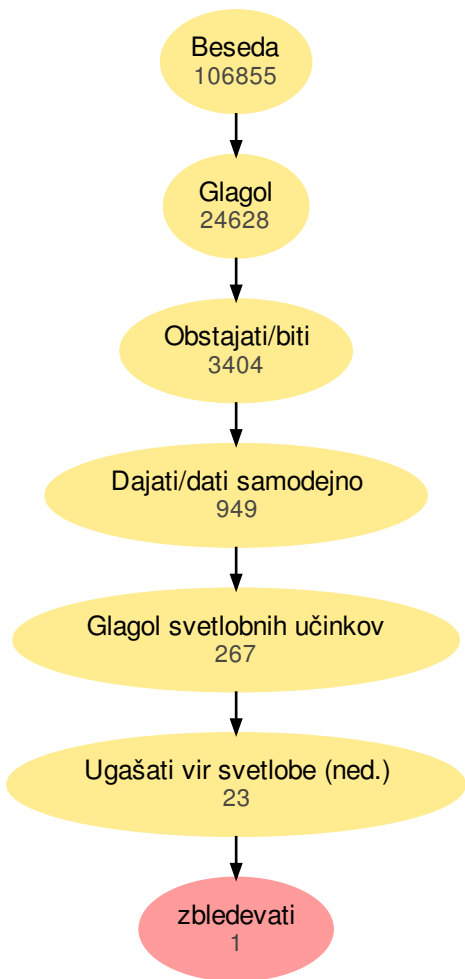 Beseda
106855
Glagol
24628
Obstajati/biti
3404
Dajati/dati samodejno
949
Glagol svetlobnih učinkov
267
Ugašati vir svetlobe (ned.)
23
zbledevati
1